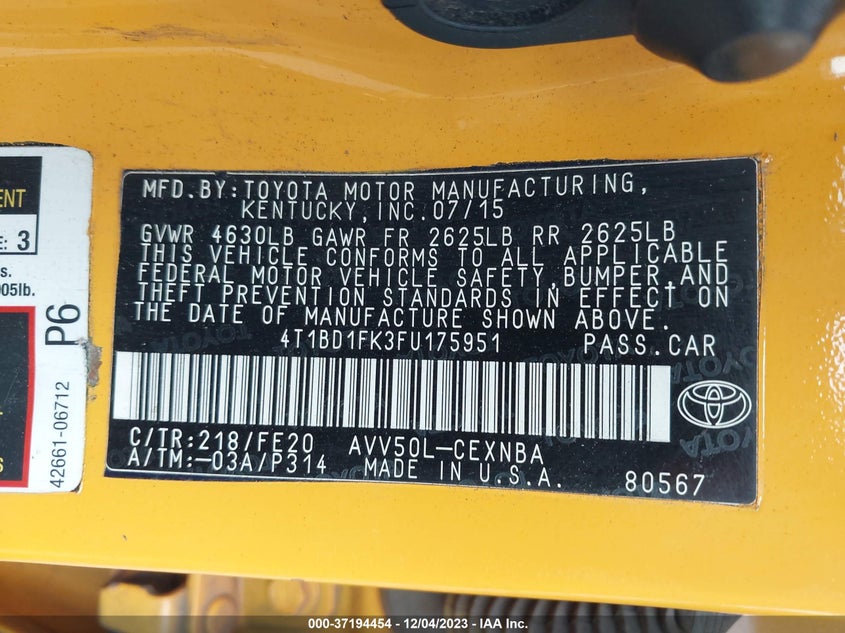 MFD.BY:TOYOTA MOTOR MANUFACTURING,
KENTUCKY,INC.07/15
GVWR 4630LB GAWR FR 2625LB RR 2625LB
THIS VEHICLE CONFORMS TO ALL APPLICABLE
FEDERAL MOTOR VEHICLE SAFETY,BUMPER,AND
THEFT PREVENTION STANDARDS IN EFFECT ON
THE DATE OF MANUFACTURE SHOWN ABOVE.
4T1BD1FK3FU175951 PASS.CAR
C/TR:218/FE20 AVV50L-CEXNBA
A/TM:-03A/P314 MADE IN U.S.A. 80567
3
P6
42661-06712
000-37194454 - 12/04/2023 - IAA Inc.